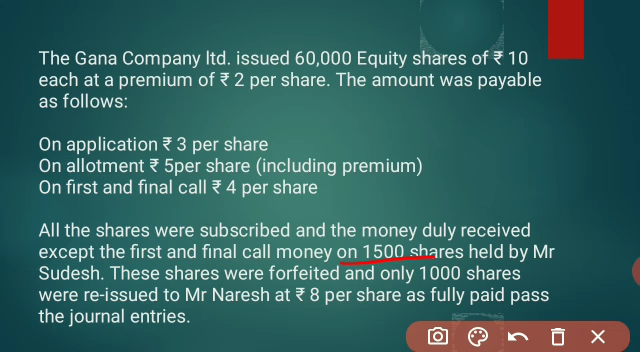 The Gana Company ltd. issued 60,000 Equity shares of ₹ 10
each at a premium of ₹ 2 per share. The amount was payable
as follows:
On application ₹ 3 per share
On allotment ₹ 5per share (including premium)
On first and final call ₹ 4 per share
All the shares were subscribed and the money duly received
except the first and final call money on 1500 shares held by Mr
Sudesh. These shares were forfeited and only 1000 shares
were re-issued to Mr Naresh at ₹ 8 per share as fully paid pass
the journal entries.